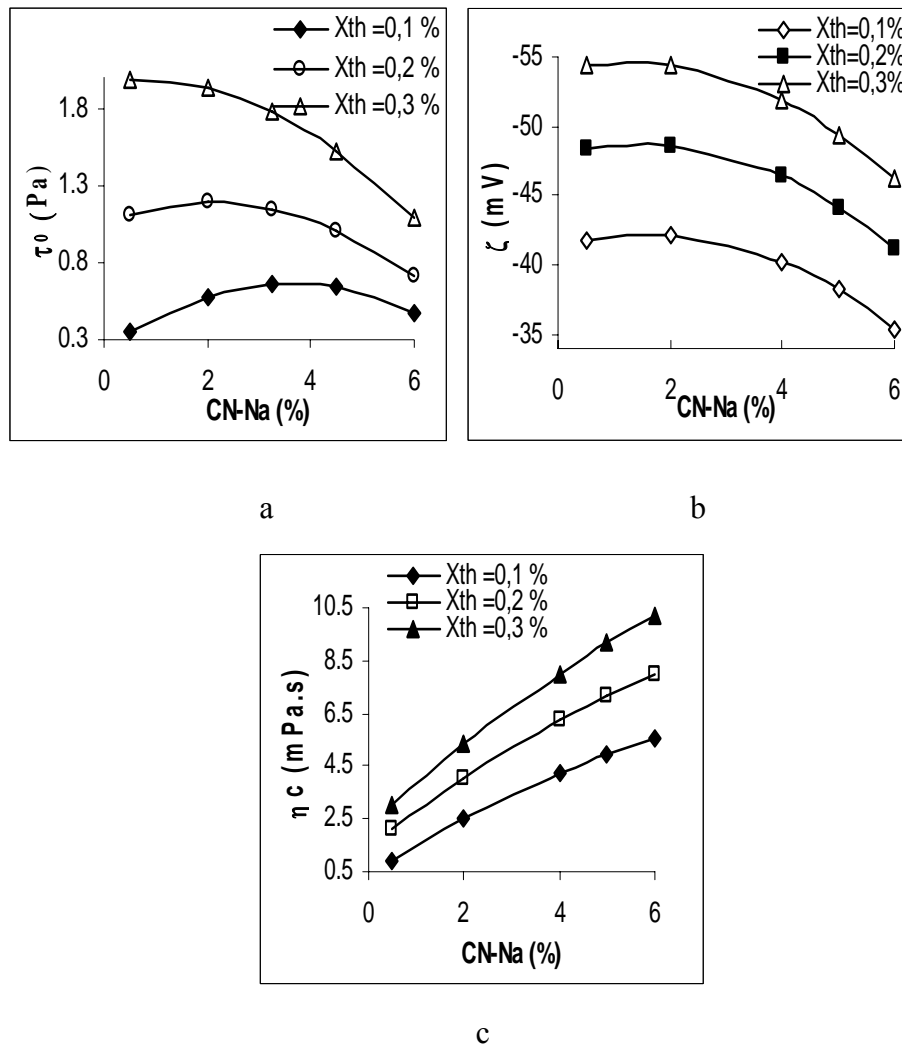 Xth =0,1 %
Xth =0,2 %
Xth =0,3 %
τ⁰ (Pa)
1.8
1.3
0.8
0.3
0 2 4 6
CN-Na (%)
a
Xth=0,1%
Xth=0,2%
Xth=0,3%
ζ (mV)
-55
-50
-45
-40
-35
0 2 4 6
CN-Na (%)
b
Xth =0,1 %
Xth =0,2 %
Xth =0,3 %
η c (mPa.s)
10.5
8.5
6.5
4.5
2.5
0.5
0 2 4 6
CN-Na (%)
c